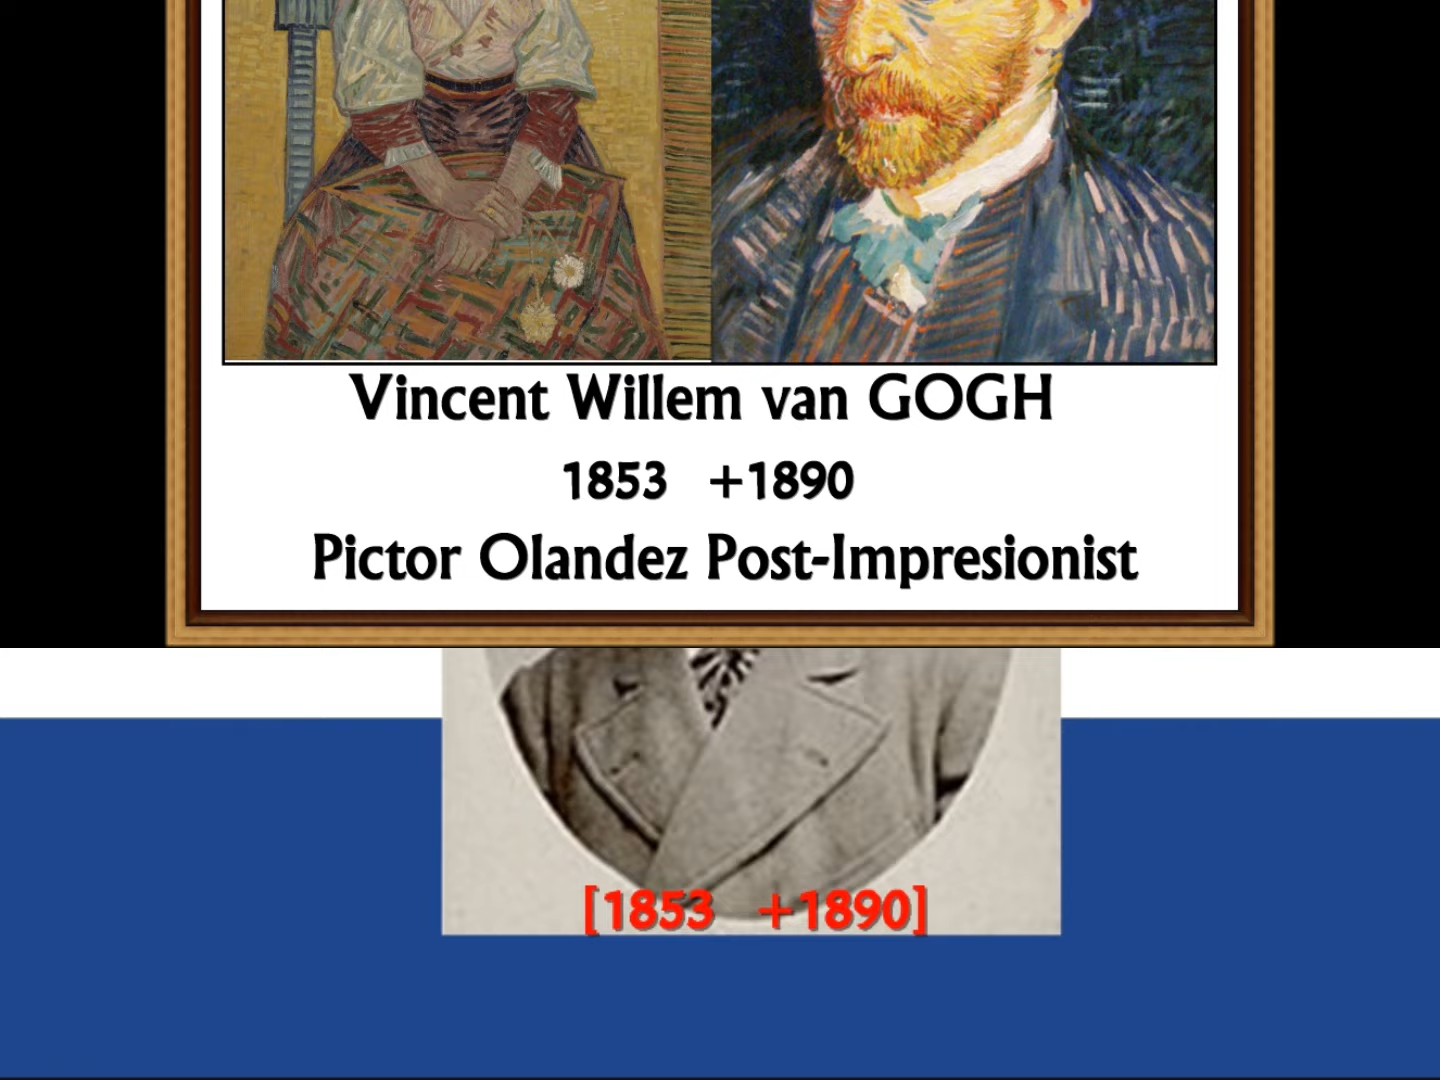 Vincent Willem van GOGH
1853 +1890
Pictor Olandez Post-Impresionist
[1853 +1890]